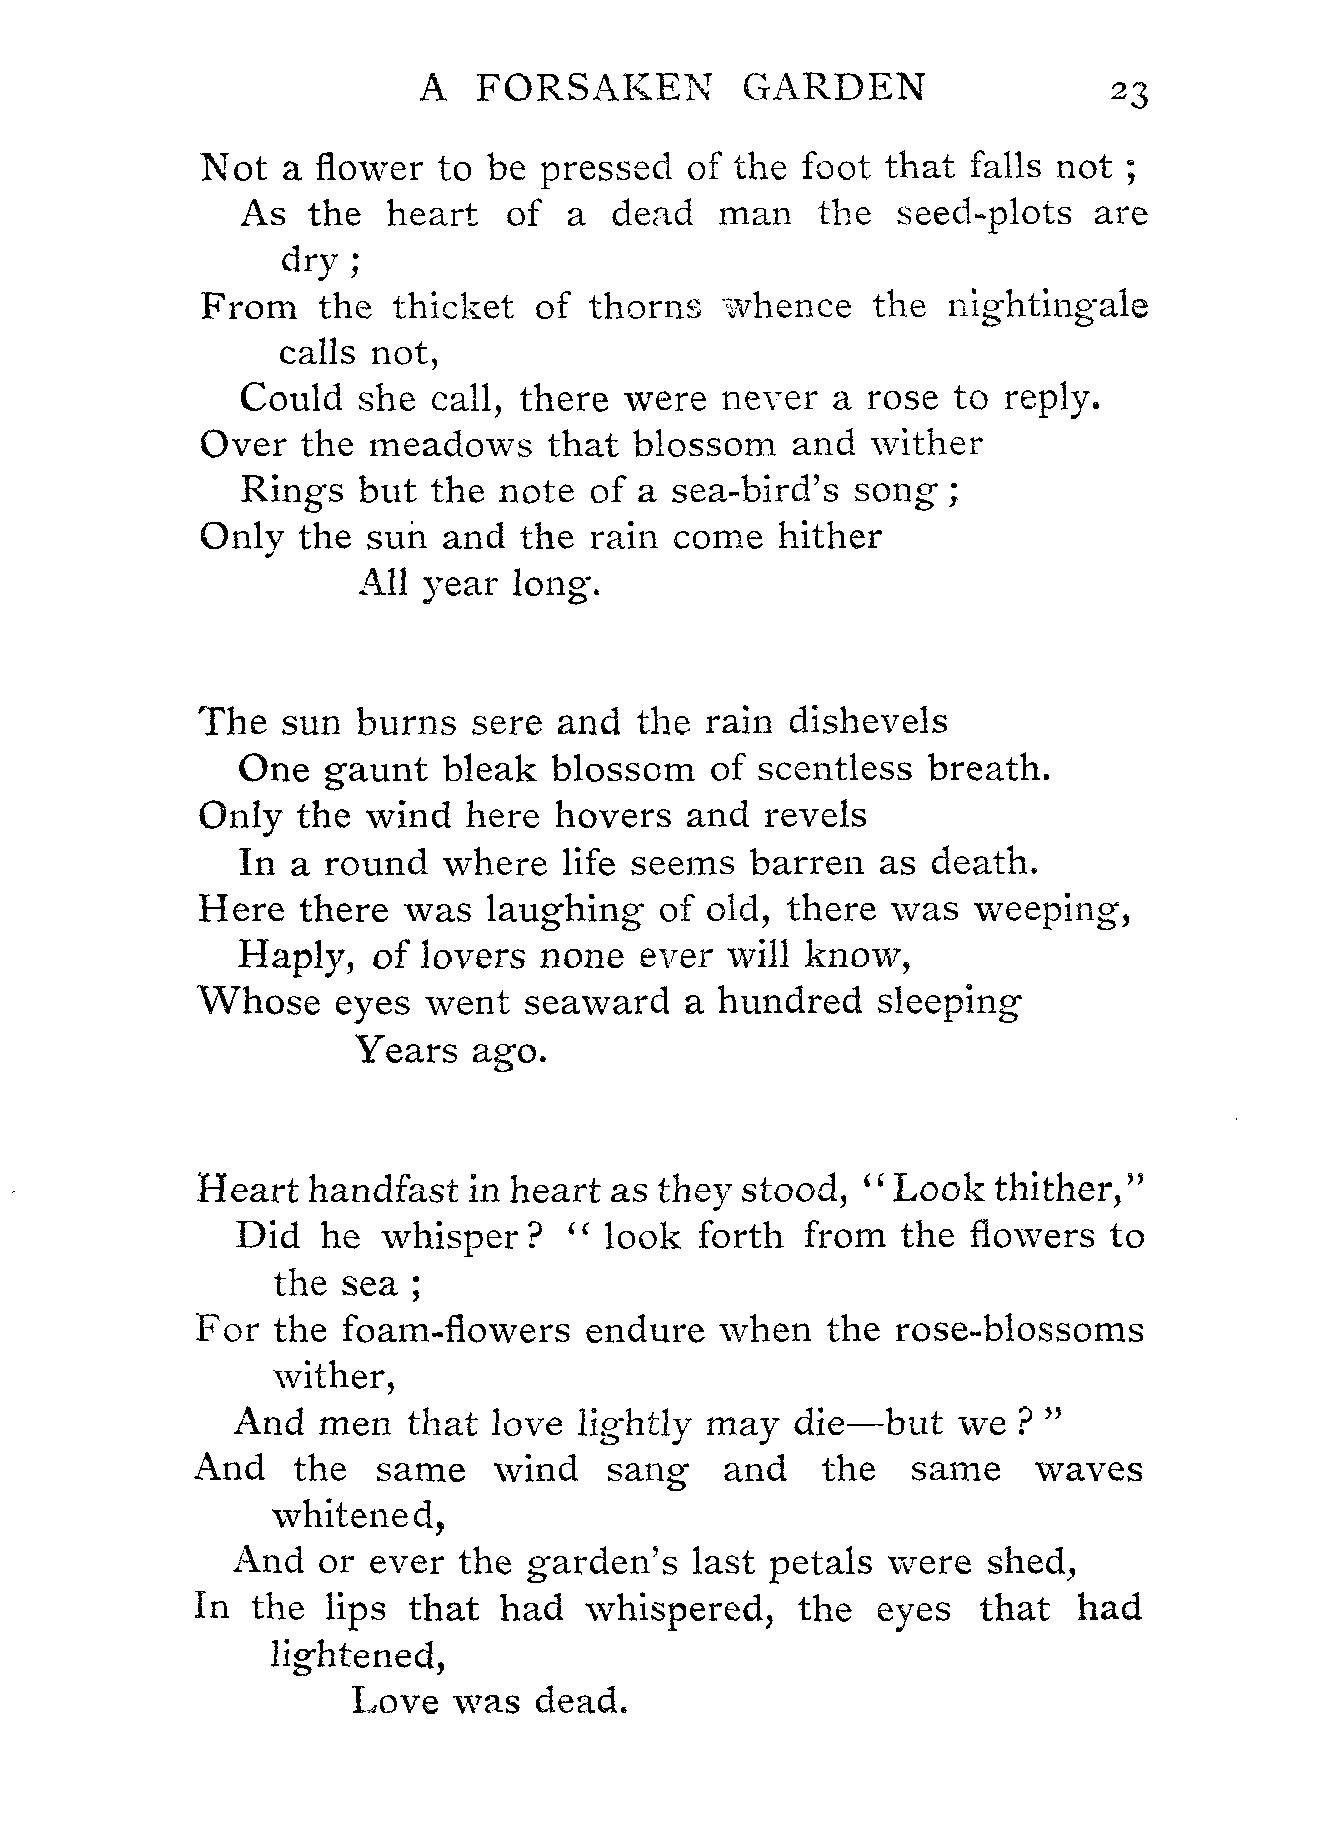 A FORSAKEN GARDEN 23
Not a flower to be pressed of the foot that falls not ;
As the heart of a dead man the seed-plots are
dry ;
From the thicket of thorns whence the nightingale
calls not,
Could she call, there were never a rose to reply.
Over the meadows that blossom and wither
Rings but the note of a sea-bird's song ;
Only the sun and the rain come hither
All year long.
The sun burns sere and the rain dishevels
One gaunt bleak blossom of scentless breath.
Only the wind here hovers and revels
In a round where life seems barren as death.
Here there was laughing of old, there was weeping,
Haply, of lovers none ever will know,
Whose eyes went seaward a hundred sleeping
Years ago.
Heart handfast in heart as they stood, “ Look thither,”
Did he whisper ? “ look forth from the flowers to
the sea ;
For the foam-flowers endure when the rose-blossoms
wither,
And men that love lightly may die—but we ? ”
And the same wind sang and the same waves
whitened,
And or ever the garden's last petals were shed,
In the lips that had whispered, the eyes that had
lightened,
Love was dead.